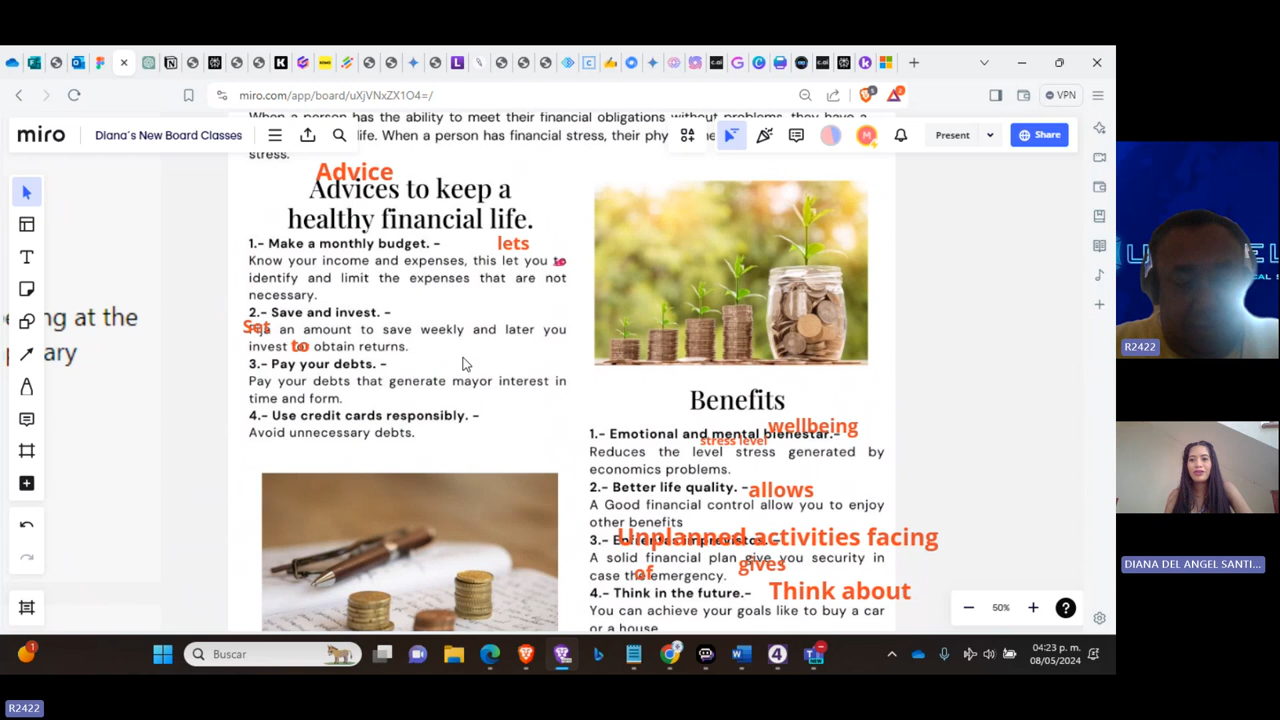 miro.com/app/board/uXjVNxZX1O4=/
VPN
When a person has the ability to meet their financial obligations without problems, they have a
miro
DIana's New Board Classes
life. When a person has financial stress, their phy
Present
Share
stress.
Advice
Advices to keep a
healthy financial life.
1.- Make a monthly budget. -
lets
Know your income and expenses, this let you to
identify and limit the expenses that are not
necessary.
2.- Save and invest. -
Set
an amount to save weekly and later you
invest to obtain returns.
3.- Pay your debts. -
Pay your debts that generate mayor interest in
time and form.
4.- Use credit cards responsibly. -
Avoid unnecessary debts.
ng at the
ary
Benefits
wellbeing
1.- Emotional and mental bienestar.-
stress level
Reduces the level stress generated by
economics problems.
2.- Better life quality. -
allows
A Good financial control allow you to enjoy
other benefits
Unplanned activities facing
A solid financial plan give you security in
gives
of
case the emergency.
4.- Think in the future.-
Think about
You can achieve your goals like to buy a car
or a house
50%
Buscar
04:23 p. m.
08/05/2024
R2422
DIANA DEL ANGEL SANTI...
R2422